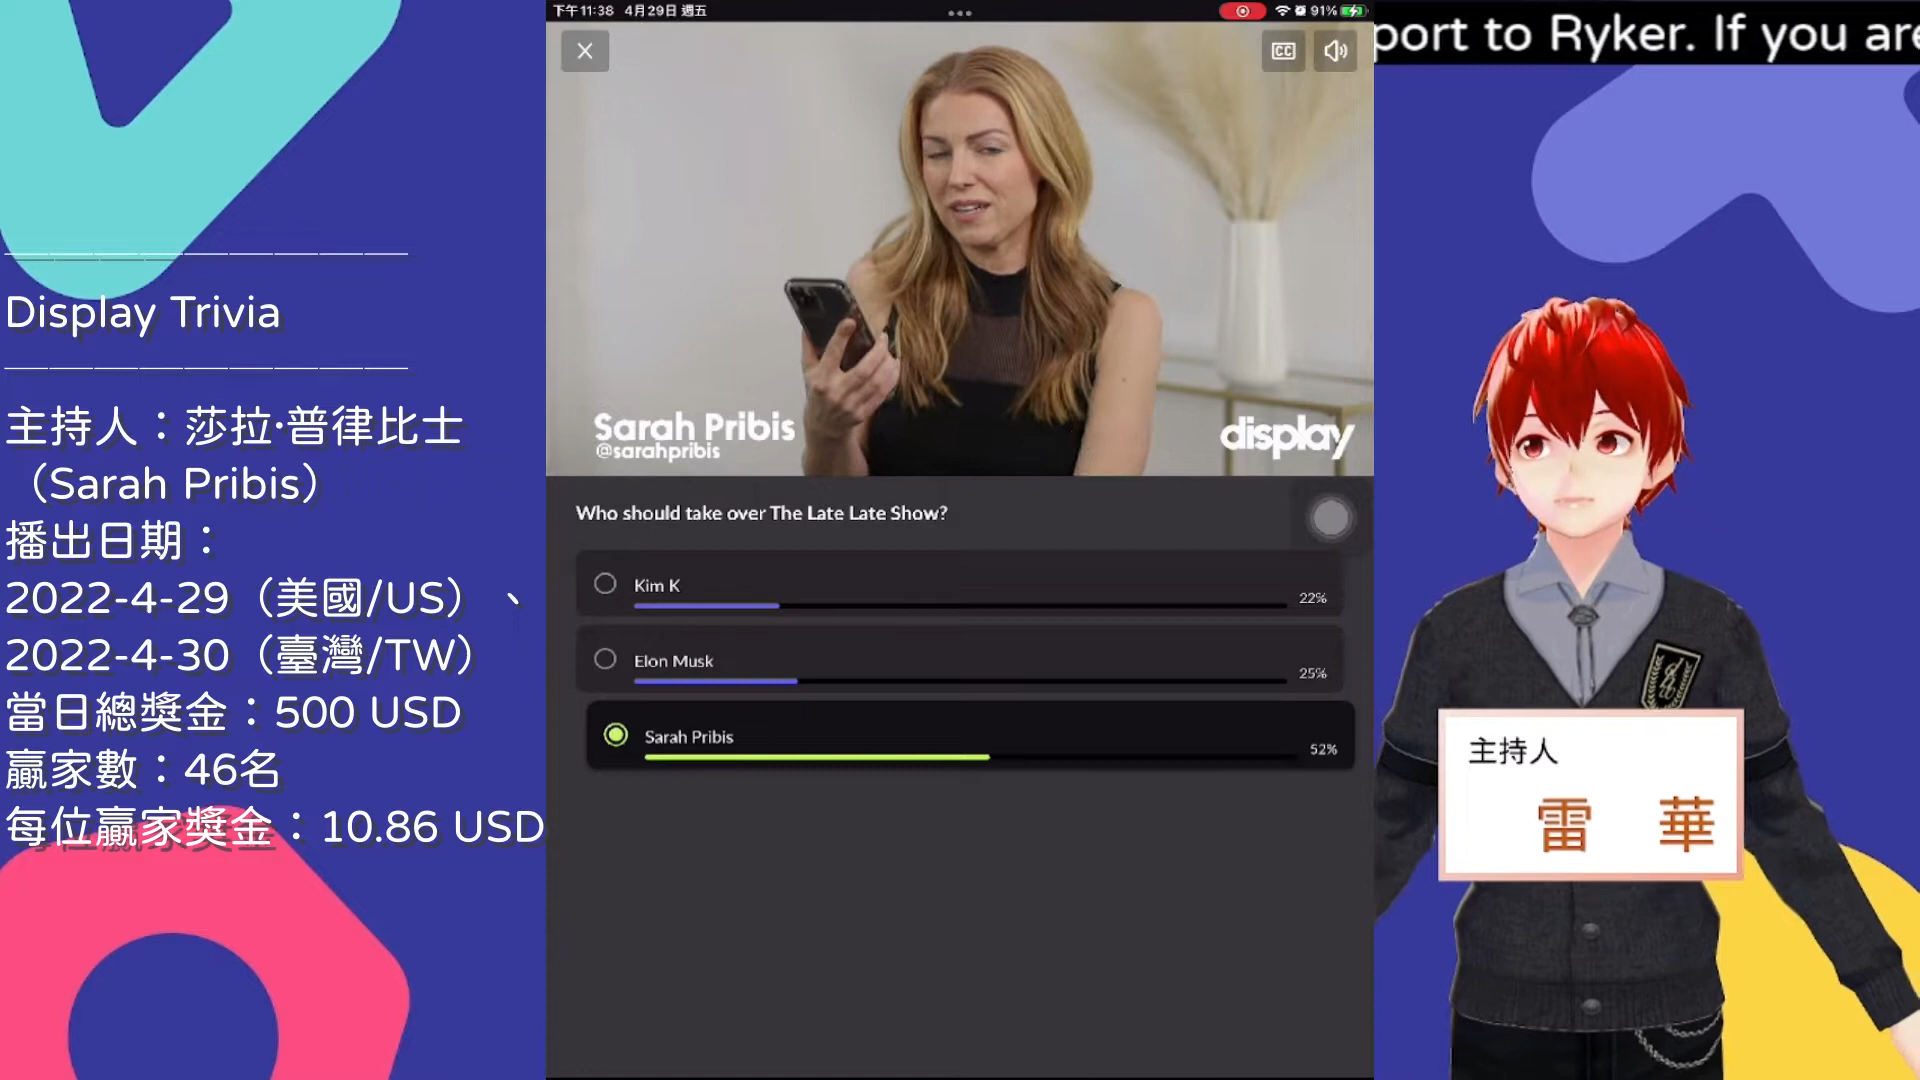 下午11:38 4月29日 週五
91%
port to Ryker. If you are
CC
Sarah Pribis
@sarahpribis
display
Display Trivia
主持人：莎拉·普律比士
（Sarah Pribis）
播出日期：
2022-4-29（美國/US）、
2022-4-30（臺灣/TW）
當日總獎金：500 USD
贏家數：46名
每位贏家獎金：10.86 USD
Who should take over The Late Late Show?
Kim K
22%
Elon Musk
25%
Sarah Pribis
52%
主持人
雷 華